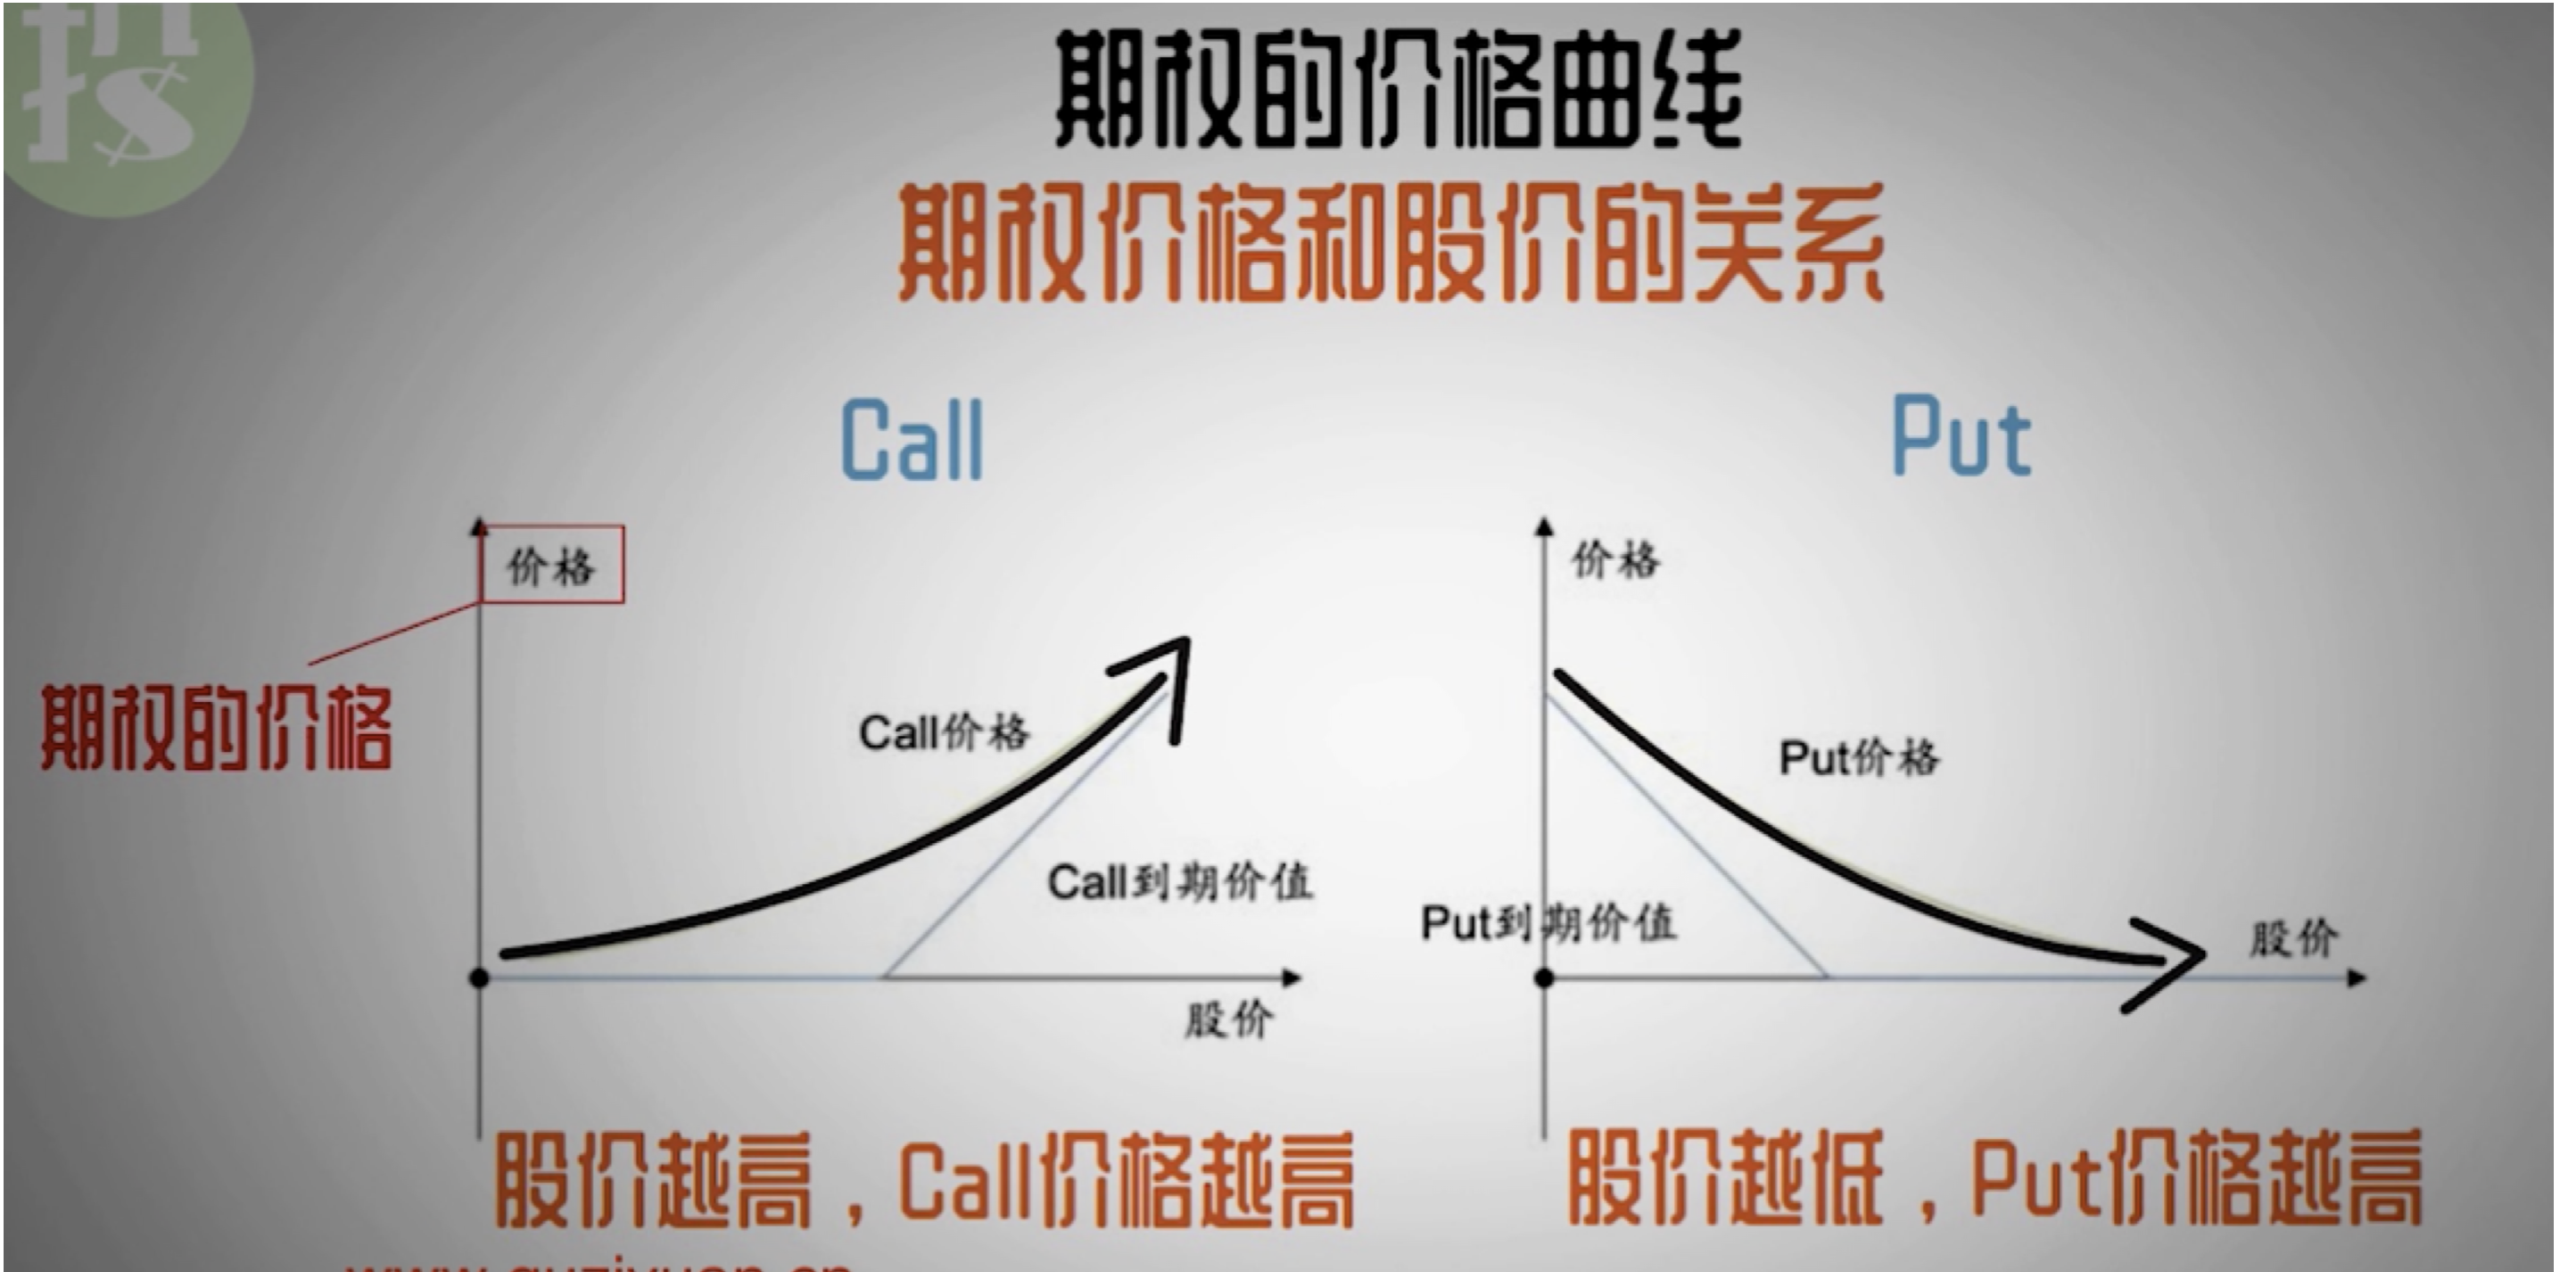 期权的价格曲线
期权价格和股价的关系
Call
Put
价格
价格
期权的价格
Call价格
Put价格
Call到期价值
Put到期价值
股价
股价
股价越高，Call价格越高
股价越低，Put价格越高